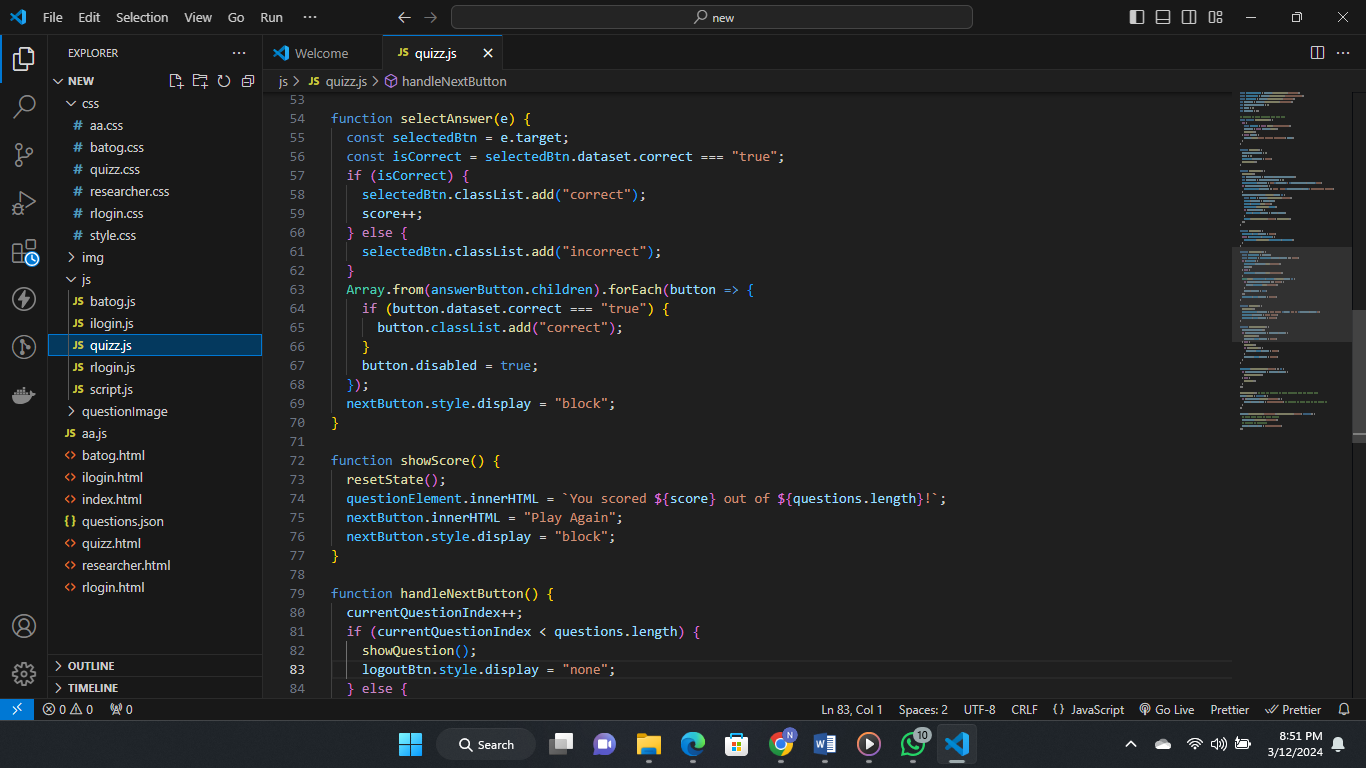 File Edit Selection View Go Run ··· new
EXPLORER ···
NEW
css
# aa.css
# batog.css
# quizz.css
# researcher.css
# rlogin.css
# style.css
img
js
JS batog.js
JS ilogin.js
JS quizz.js
JS rlogin.js
JS script.js
questionImage
JS aa.js
<> batog.html
<> ilogin.html
<> index.html
{} questions.json
<> quizz.html
<> researcher.html
<> rlogin.html
OUTLINE
TIMELINE
Welcome JS quizz.js
js > JS quizz.js > handleNextButton
53
54 function selectAnswer(e) {
55 const selectedBtn = e.target;
56 const isCorrect = selectedBtn.dataset.correct === "true";
57 if (isCorrect) {
58 selectedBtn.classList.add("correct");
59 score++;
60 } else {
61 selectedBtn.classList.add("incorrect");
62 }
63 Array.from(answerButton.children).forEach(button => {
64 if (button.dataset.correct === "true") {
65 button.classList.add("correct");
66 }
67 button.disabled = true;
68 });
69 nextButton.style.display = "block";
70 }
71
72 function showScore() {
73 resetState();
74 questionElement.innerHTML = `You scored ${score} out of ${questions.length}!`;
75 nextButton.innerHTML = "Play Again";
76 nextButton.style.display = "block";
77 }
78
79 function handleNextButton() {
80 currentQuestionIndex++;
81 if (currentQuestionIndex < questions.length) {
82 showQuestion();
83 logoutBtn.style.display = "none";
84 } else {
0 0 0 Ln 83, Col 1 Spaces: 2 UTF-8 CRLF {} JavaScript Go Live Prettier Prettier
Search N 10 8:51 PM
3/12/2024